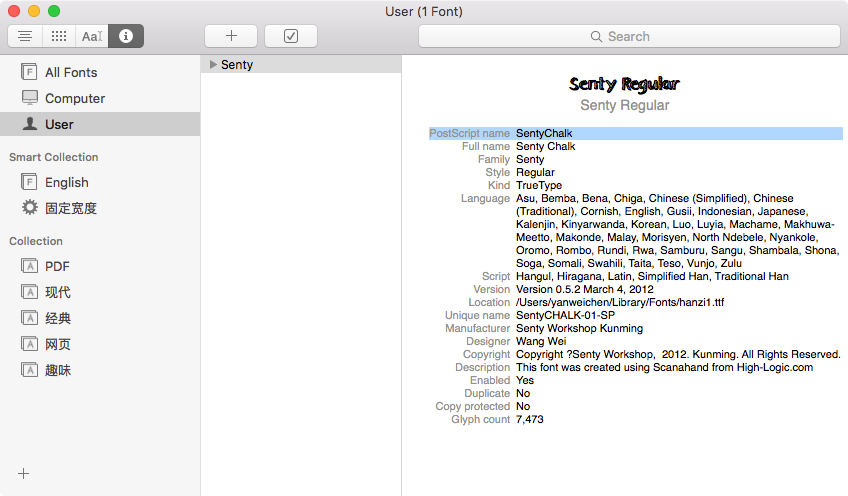 User (1 Font)
Aa
Search
All Fonts
Computer
User
Smart Collection
English
固定宽度
Collection
PDF
现代
经典
网页
趣味
Senty
Senty Regular
Senty Regular
PostScript name SentyChalk
Full name Senty Chalk
Family Senty
Style Regular
Kind TrueType
Language Asu, Bemba, Bena, Chiga, Chinese (Simplified), Chinese
(Traditional), Cornish, English, Gusii, Indonesian, Japanese,
Kalenjin, Kinyarwanda, Korean, Luo, Luyia, Machame, Makhuwa-
Meetto, Makonde, Malay, Morisyen, North Ndebele, Nyankole,
Oromo, Rombo, Rundi, Rwa, Samburu, Sangu, Shambala, Shona,
Soga, Somali, Swahili, Taita, Teso, Vunjo, Zulu
Script Hangul, Hiragana, Latin, Simplified Han, Traditional Han
Version Version 0.5.2 March 4, 2012
Location /Users/yanweichen/Library/Fonts/hanzi1.ttf
Unique name SentyCHALK-01-SP
Manufacturer Senty Workshop Kunming
Designer Wang Wei
Copyright Copyright ?Senty Workshop, 2012. Kunming. All Rights Reserved.
Description This font was created using Scanahand from High-Logic.com
Enabled Yes
Duplicate No
Copy protected No
Glyph count 7,473